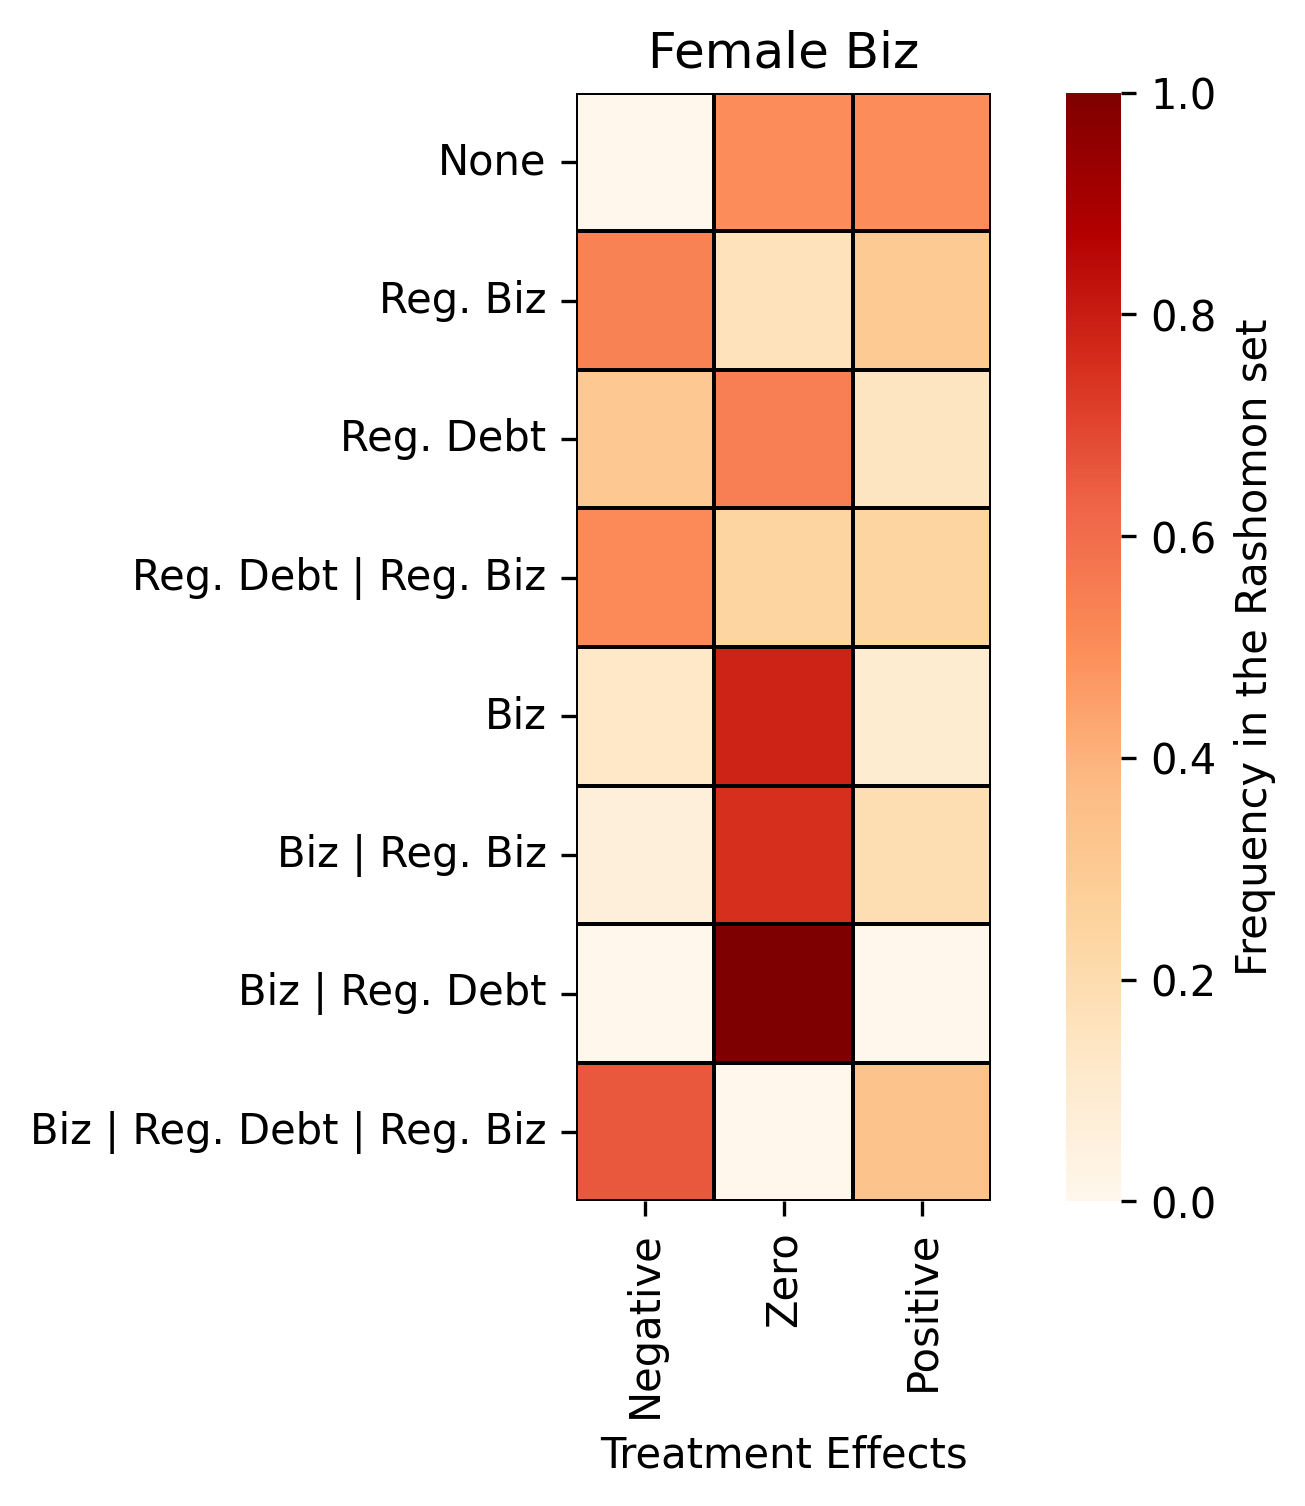 Female Biz
None
Reg. Biz
Reg. Debt
Reg. Debt | Reg. Biz
Biz
Biz | Reg. Biz
Biz | Reg. Debt
Biz | Reg. Debt | Reg. Biz
Negative
Zero
Positive
Treatment Effects
1.0
0.8
0.6
0.4
0.2
0.0
Frequency in the Rashomon set